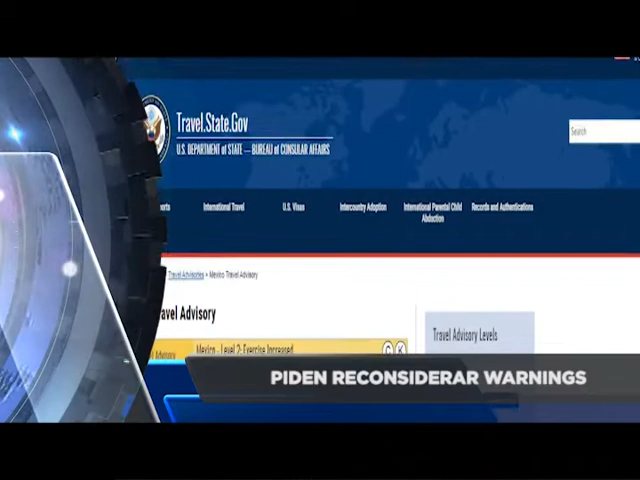 Travel.State.Gov
U.S. DEPARTMENT of STATE — BUREAU of CONSULAR AFFAIRS
Search
International Travel
U.S. Visas
Intercountry Adoption
International Parental Child
Abduction
Records and Authentications
Travel Advisories > Mexico Travel Advisory
avel Advisory
Travel Advisory Levels
Mexico - Level 2: Exercise Increased
PIDEN RECONSIDERAR WARNINGS